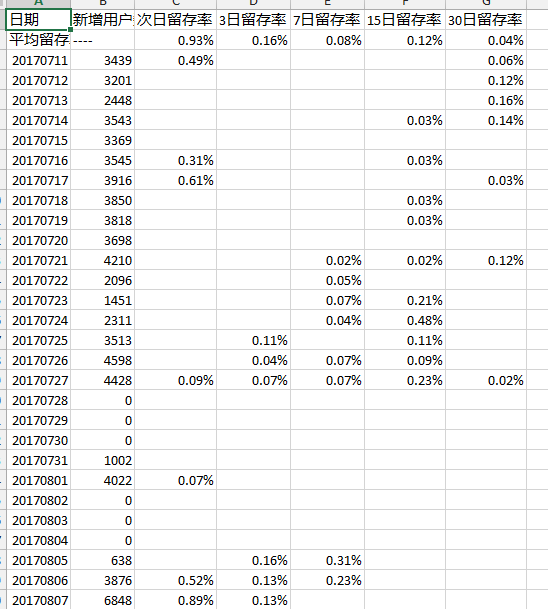 A B C D E F G
日期 新增用户 次日留存率 3日留存率 7日留存率 15日留存率 30日留存率
平均留存 ---- 0.93% 0.16% 0.08% 0.12% 0.04%
20170711 3439 0.49% 0.06%
20170712 3201 0.12%
20170713 2448 0.16%
20170714 3543 0.03% 0.14%
20170715 3369
20170716 3545 0.31% 0.03%
20170717 3916 0.61% 0.03%
20170718 3850 0.03%
20170719 3818 0.03%
20170720 3698
20170721 4210 0.02% 0.02% 0.12%
20170722 2096 0.05%
20170723 1451 0.07% 0.21%
20170724 2311 0.04% 0.48%
20170725 3513 0.11% 0.11%
20170726 4598 0.04% 0.07% 0.09%
20170727 4428 0.09% 0.07% 0.07% 0.23% 0.02%
20170728 0
20170729 0
20170730 0
20170731 1002
20170801 4022 0.07%
20170802 0
20170803 0
20170804 0
20170805 638 0.16% 0.31%
20170806 3876 0.52% 0.13% 0.23%
20170807 6848 0.89% 0.13%